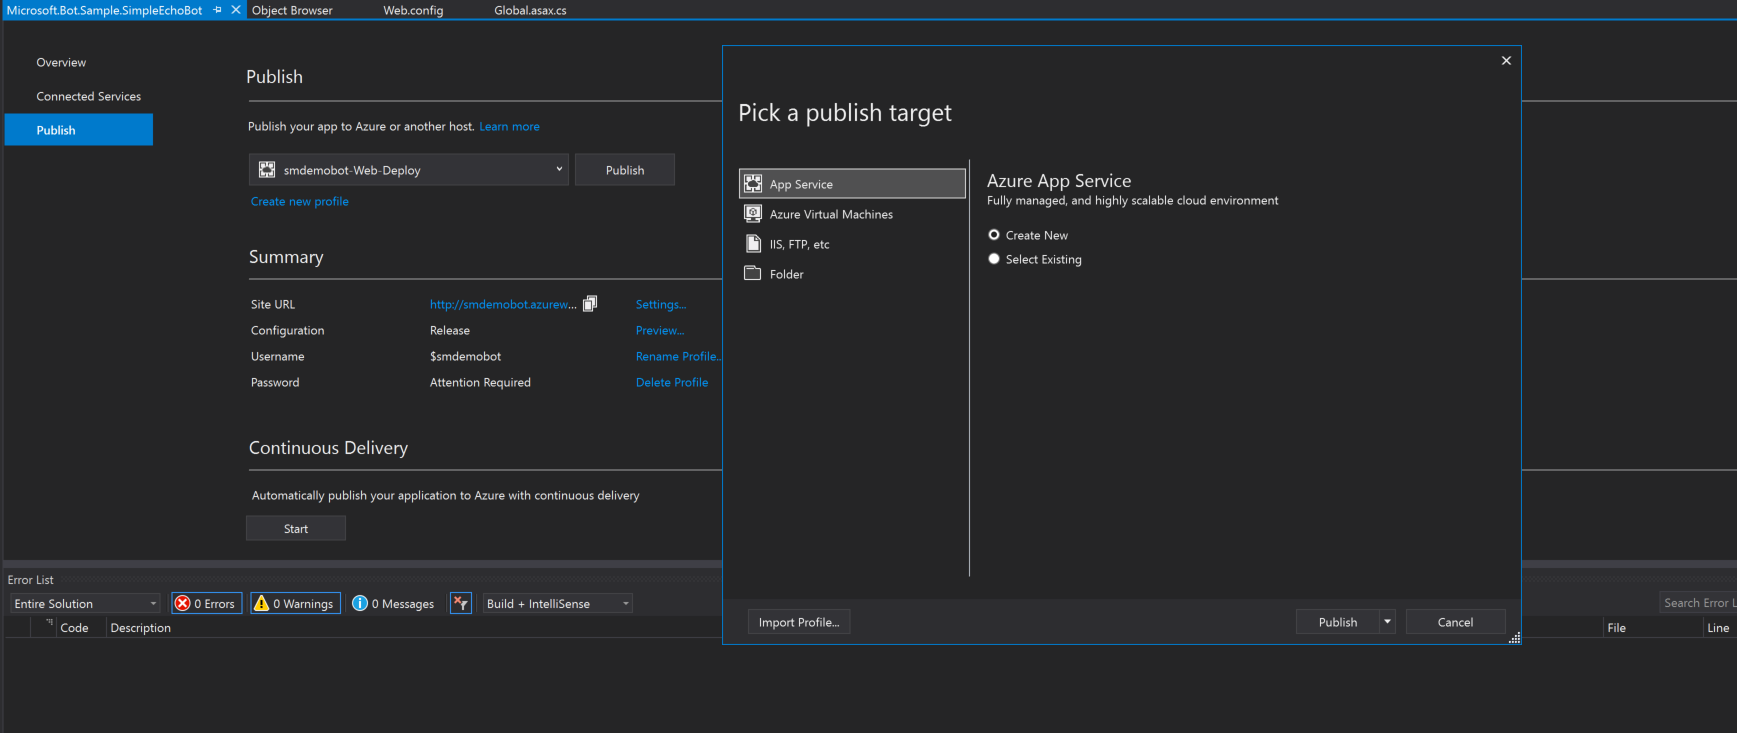 Microsoft.Bot.Sample.SimpleEchoBot
Object Browser
Web.config
Global.asax.cs
Overview
Connected Services
Publish
Publish
Publish your app to Azure or another host. Learn more
smdemobot-Web-Deploy
Publish
Create new profile
Summary
Site URL http://smdemobot.azurew... Settings...
Configuration Release Preview...
Username $smdemobot Rename Profile..
Password Attention Required Delete Profile
Continuous Delivery
Automatically publish your application to Azure with continuous delivery
Start
Pick a publish target
App Service
Azure Virtual Machines
IIS, FTP, etc
Folder
Azure App Service
Fully managed, and highly scalable cloud environment
Create New
Select Existing
Import Profile...
Publish
Cancel
Error List
Entire Solution
0 Errors
0 Warnings
0 Messages
Build + IntelliSense
Search Error L
Code
Description
File
Line